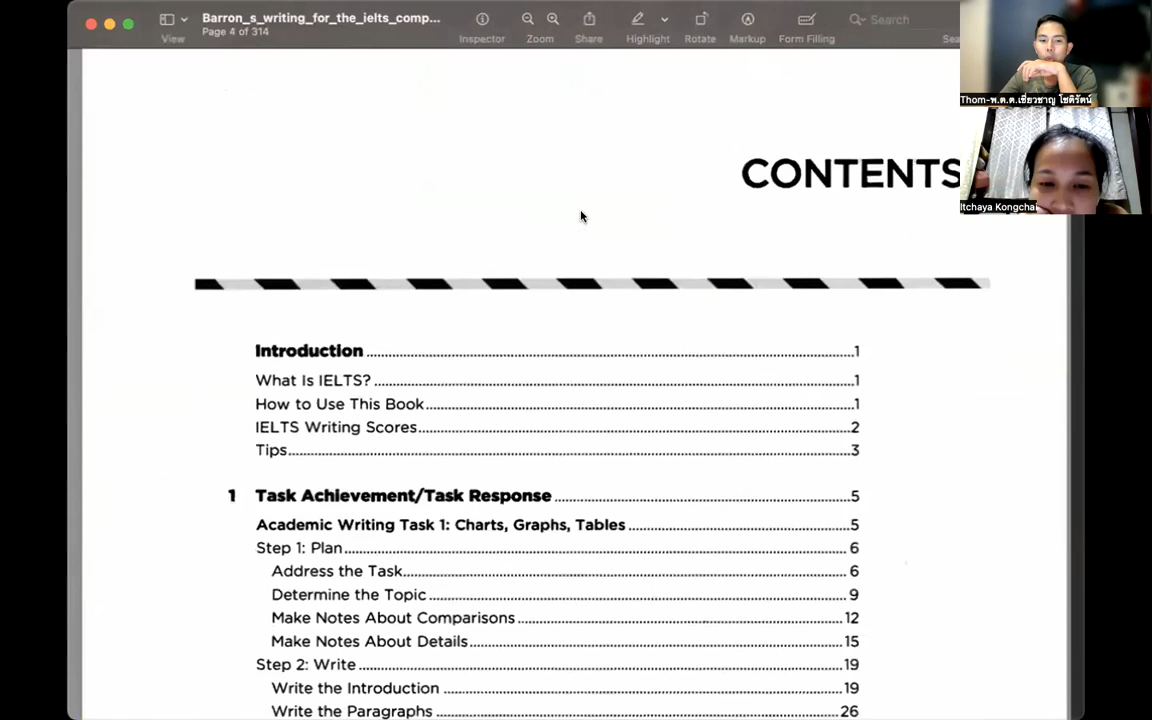 Barron_s_writing_for_the_ielts_comp...
Page 4 of 314
View
Inspector
Zoom
Share
Highlight
Rotate
Markup
Form Filling
Search
Thom-พ.ต.ต.เชี่ยวชาญ โชติรัตน์
Itchaya Kongchai
CONTENTS
Introduction 1
What Is IELTS? 1
How to Use This Book 1
IELTS Writing Scores 2
Tips 3
1 Task Achievement/Task Response 5
Academic Writing Task 1: Charts, Graphs, Tables 5
Step 1: Plan 6
Address the Task 6
Determine the Topic 9
Make Notes About Comparisons 12
Make Notes About Details 15
Step 2: Write 19
Write the Introduction 19
Write the Paragraphs 26